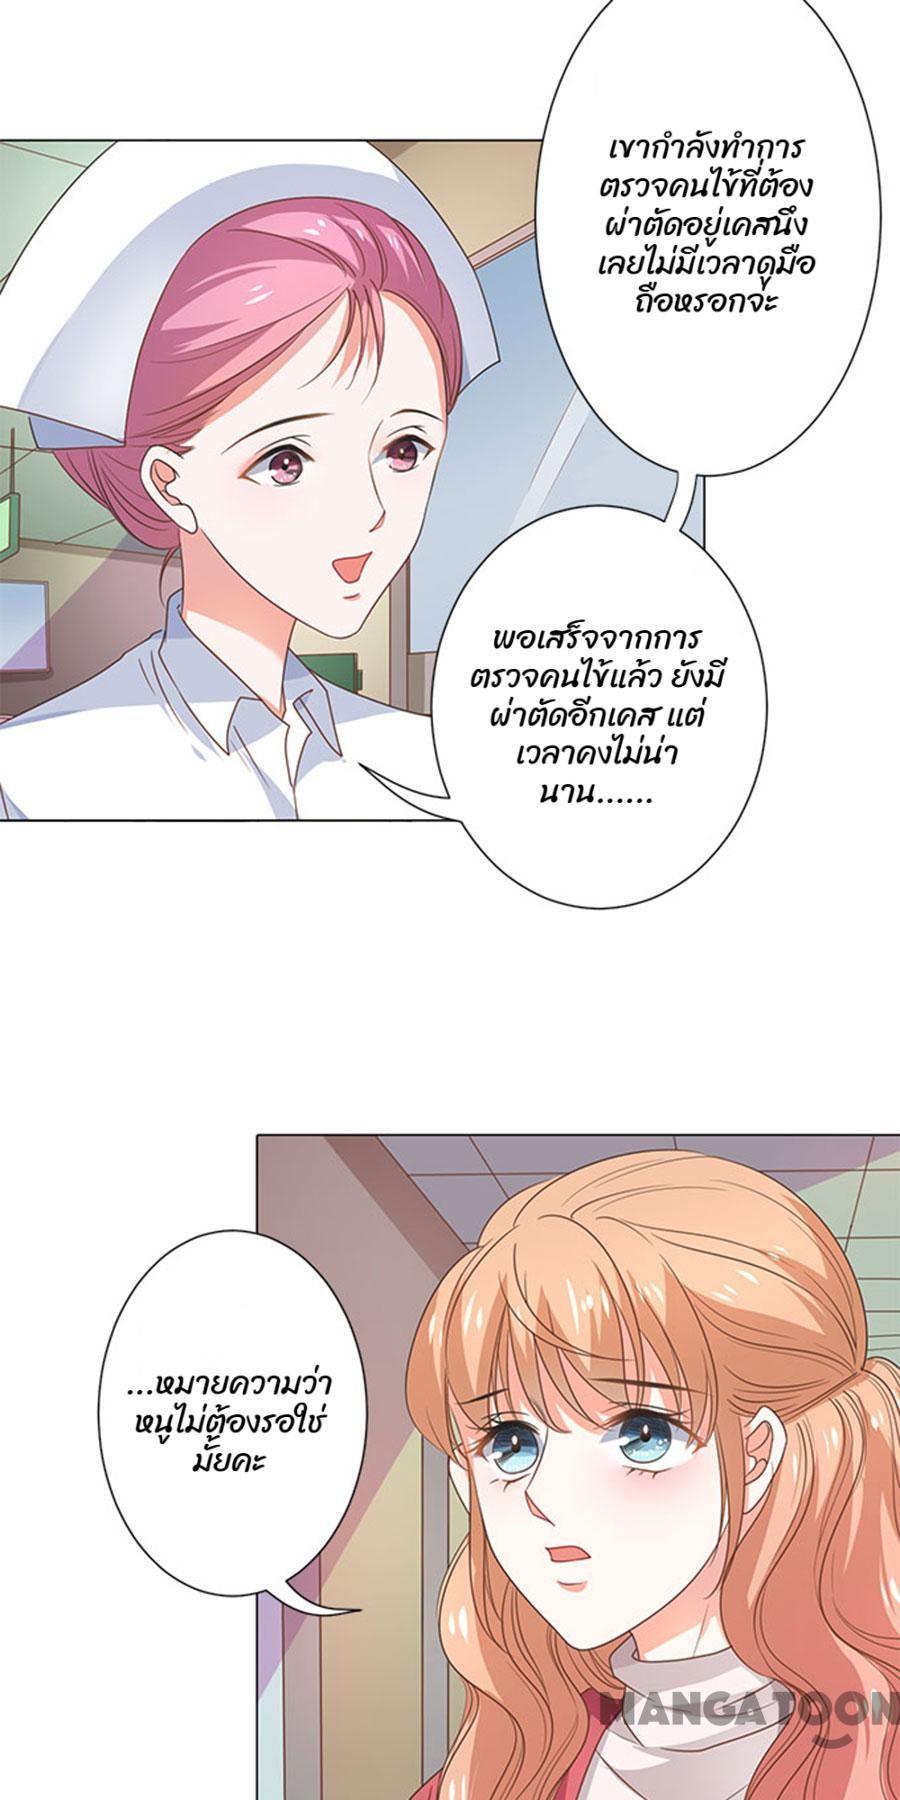 เขากำลังทำการ
ตรวจคนไข้ที่ต้อง
ผ่าตัดอยู่เคสนึง
เลยไม่มีเวลาดูมือ
ถือหรอกจะ
พอเสร็จจากการ
ตรวจคนไข้แล้ว ยังมี
ผ่าตัดอีกเคส แต่
เวลาคงไม่น่า
นาน......
...หมายความว่า
หนูไม่ต้องรอใช่
มั้ยคะ
MANGATOON